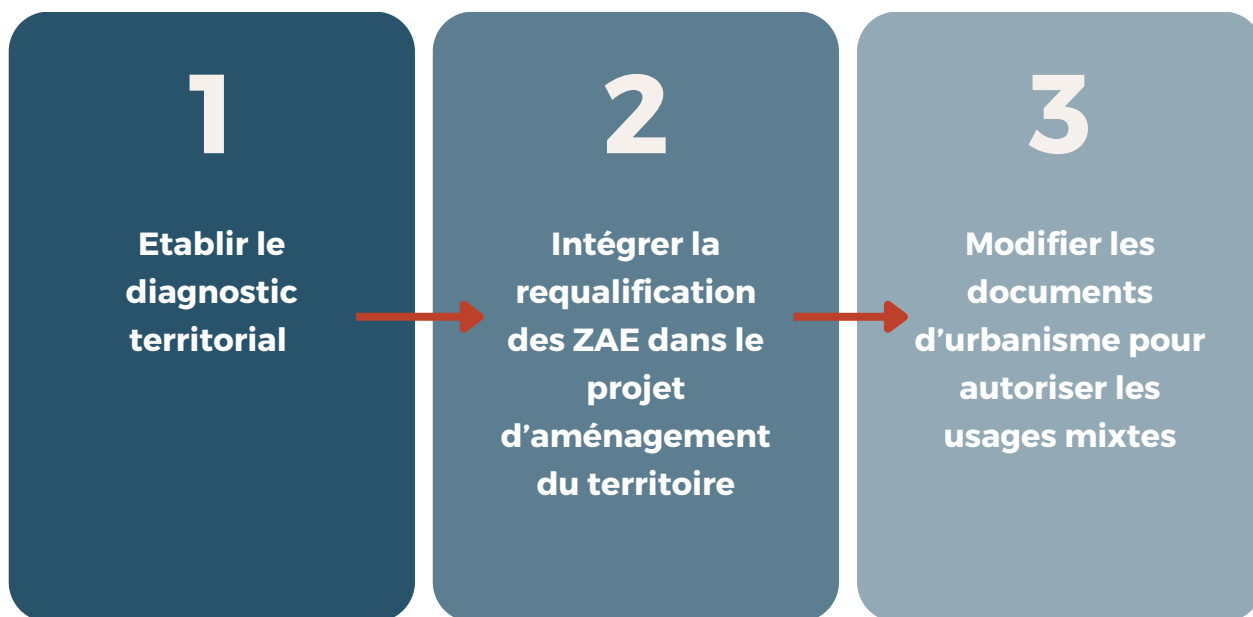 1
Etablir le
diagnostic
territorial
2
Intégrer la
requalification
des ZAE dans le
projet
d’aménagement
du territoire
3
Modifier les
documents
d’urbanisme pour
autoriser les
usages mixtes